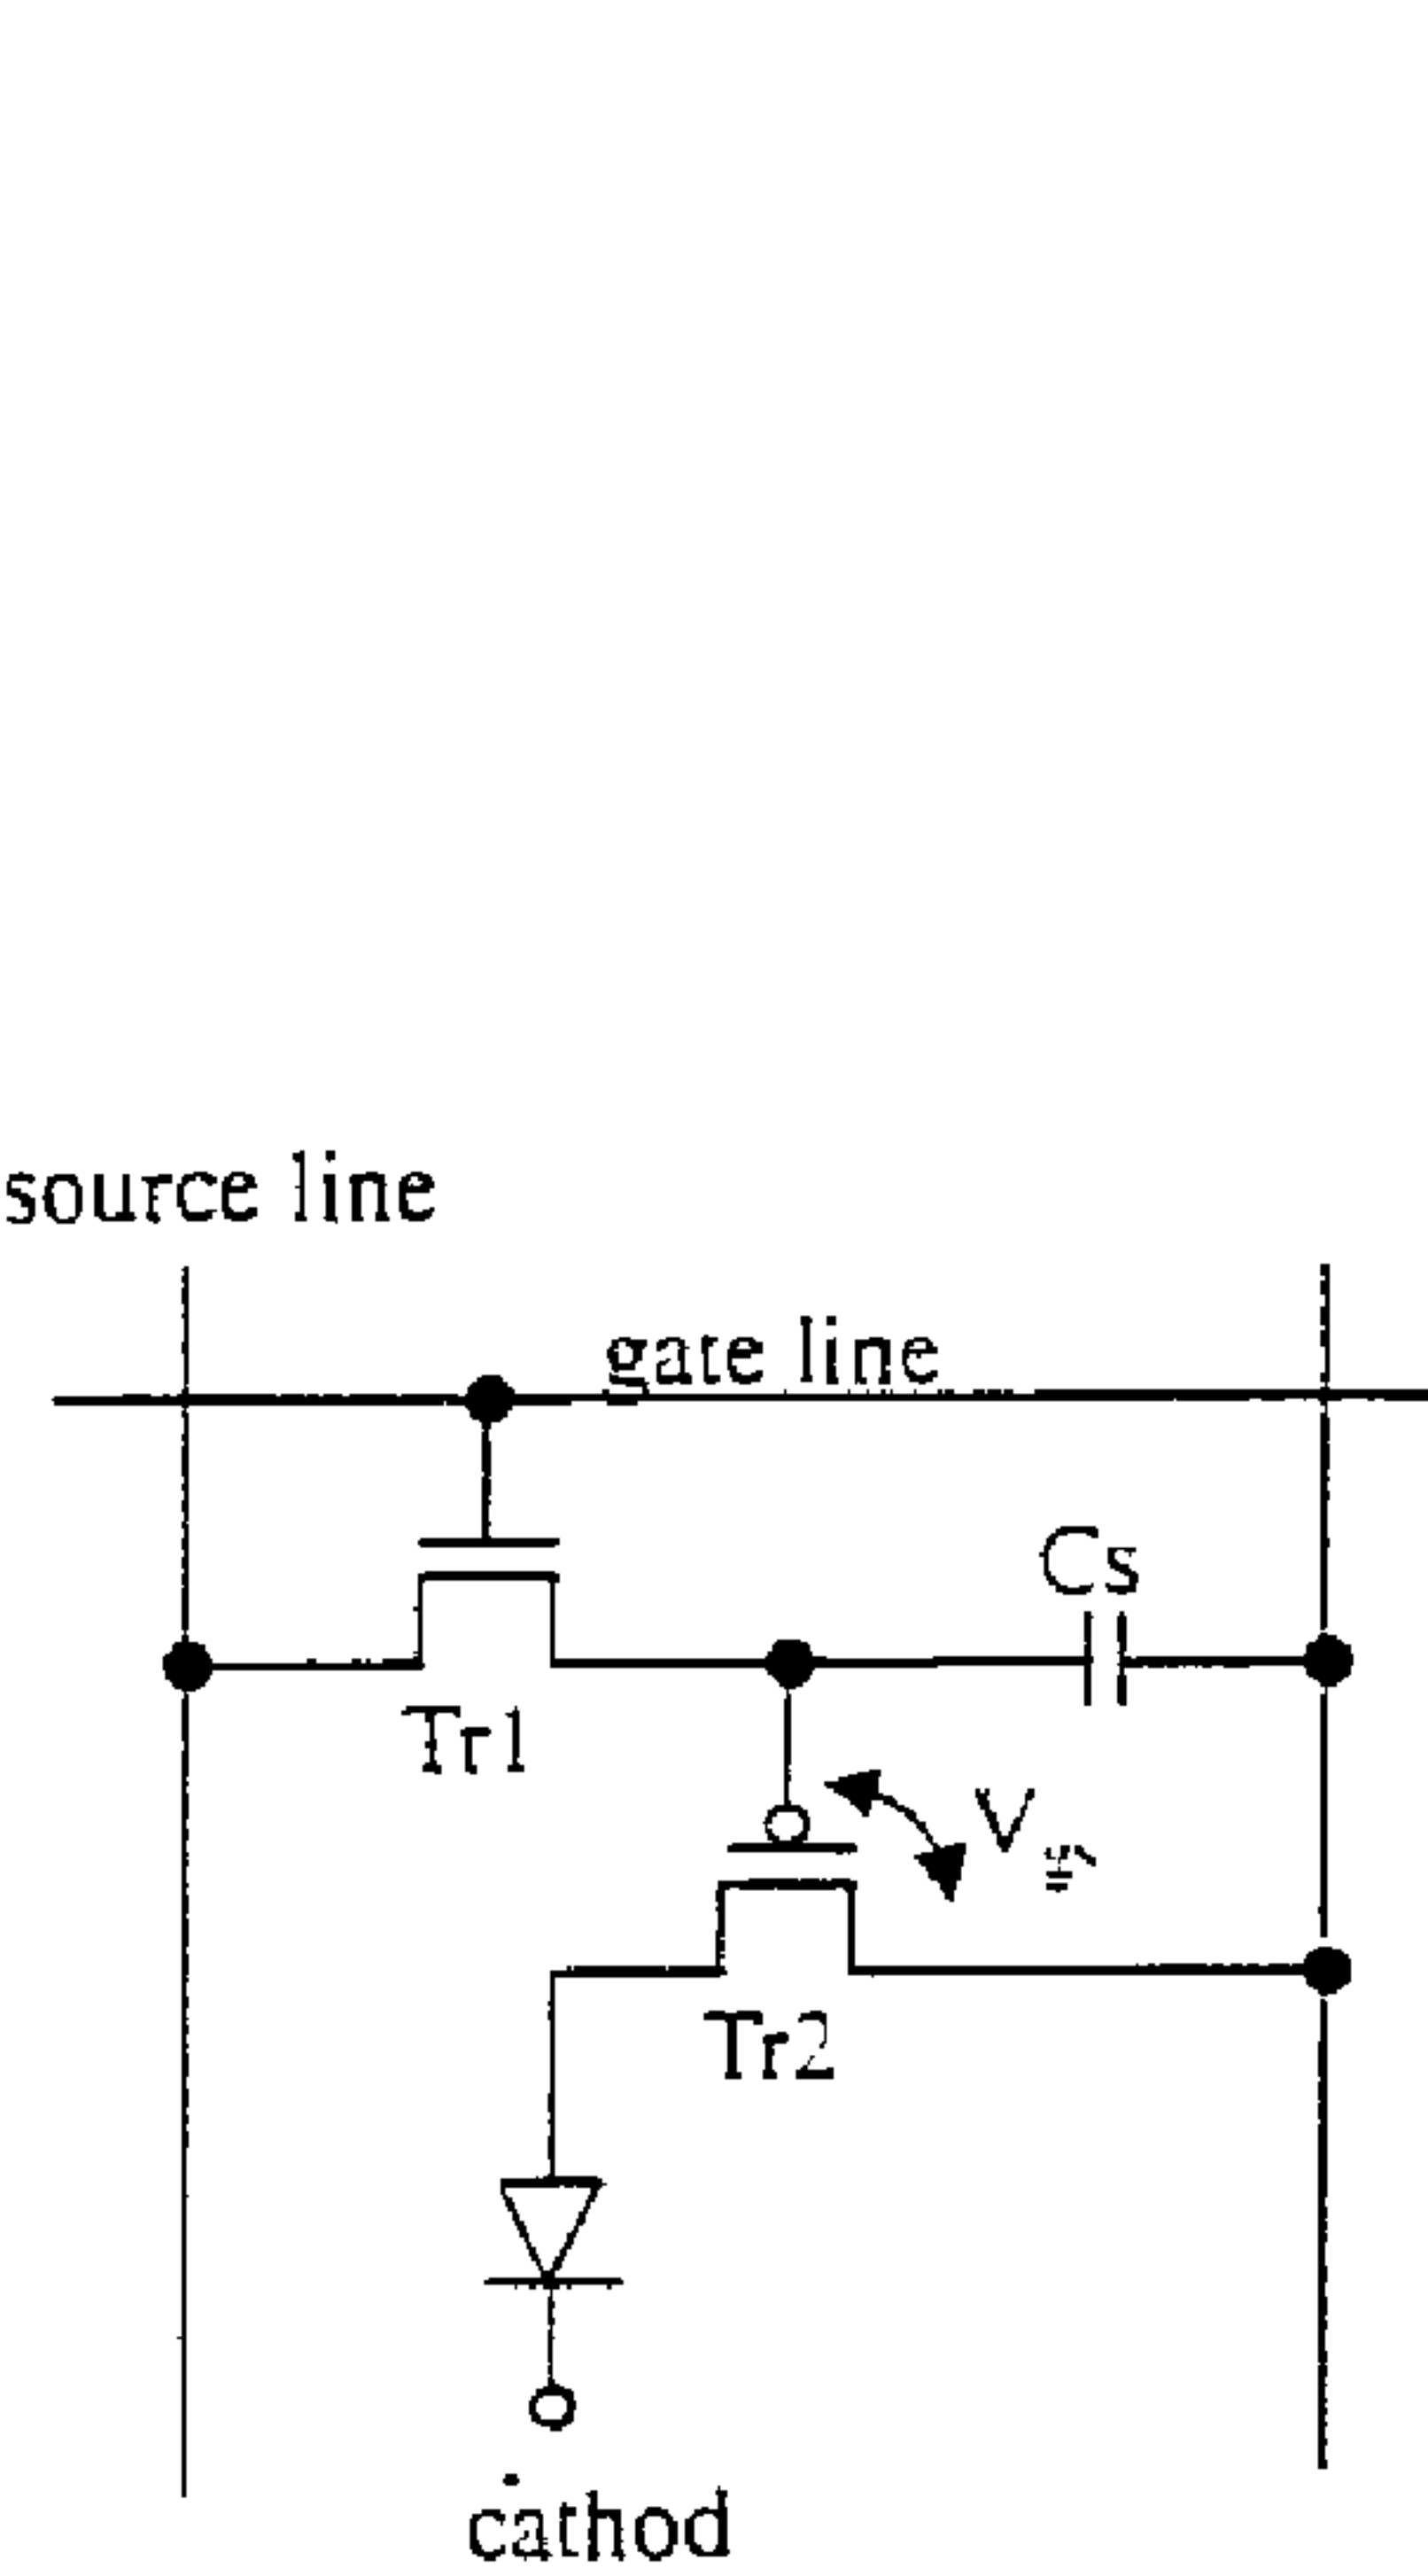 source line
gate line
Cs
Tr1
V
Tr2
cathod